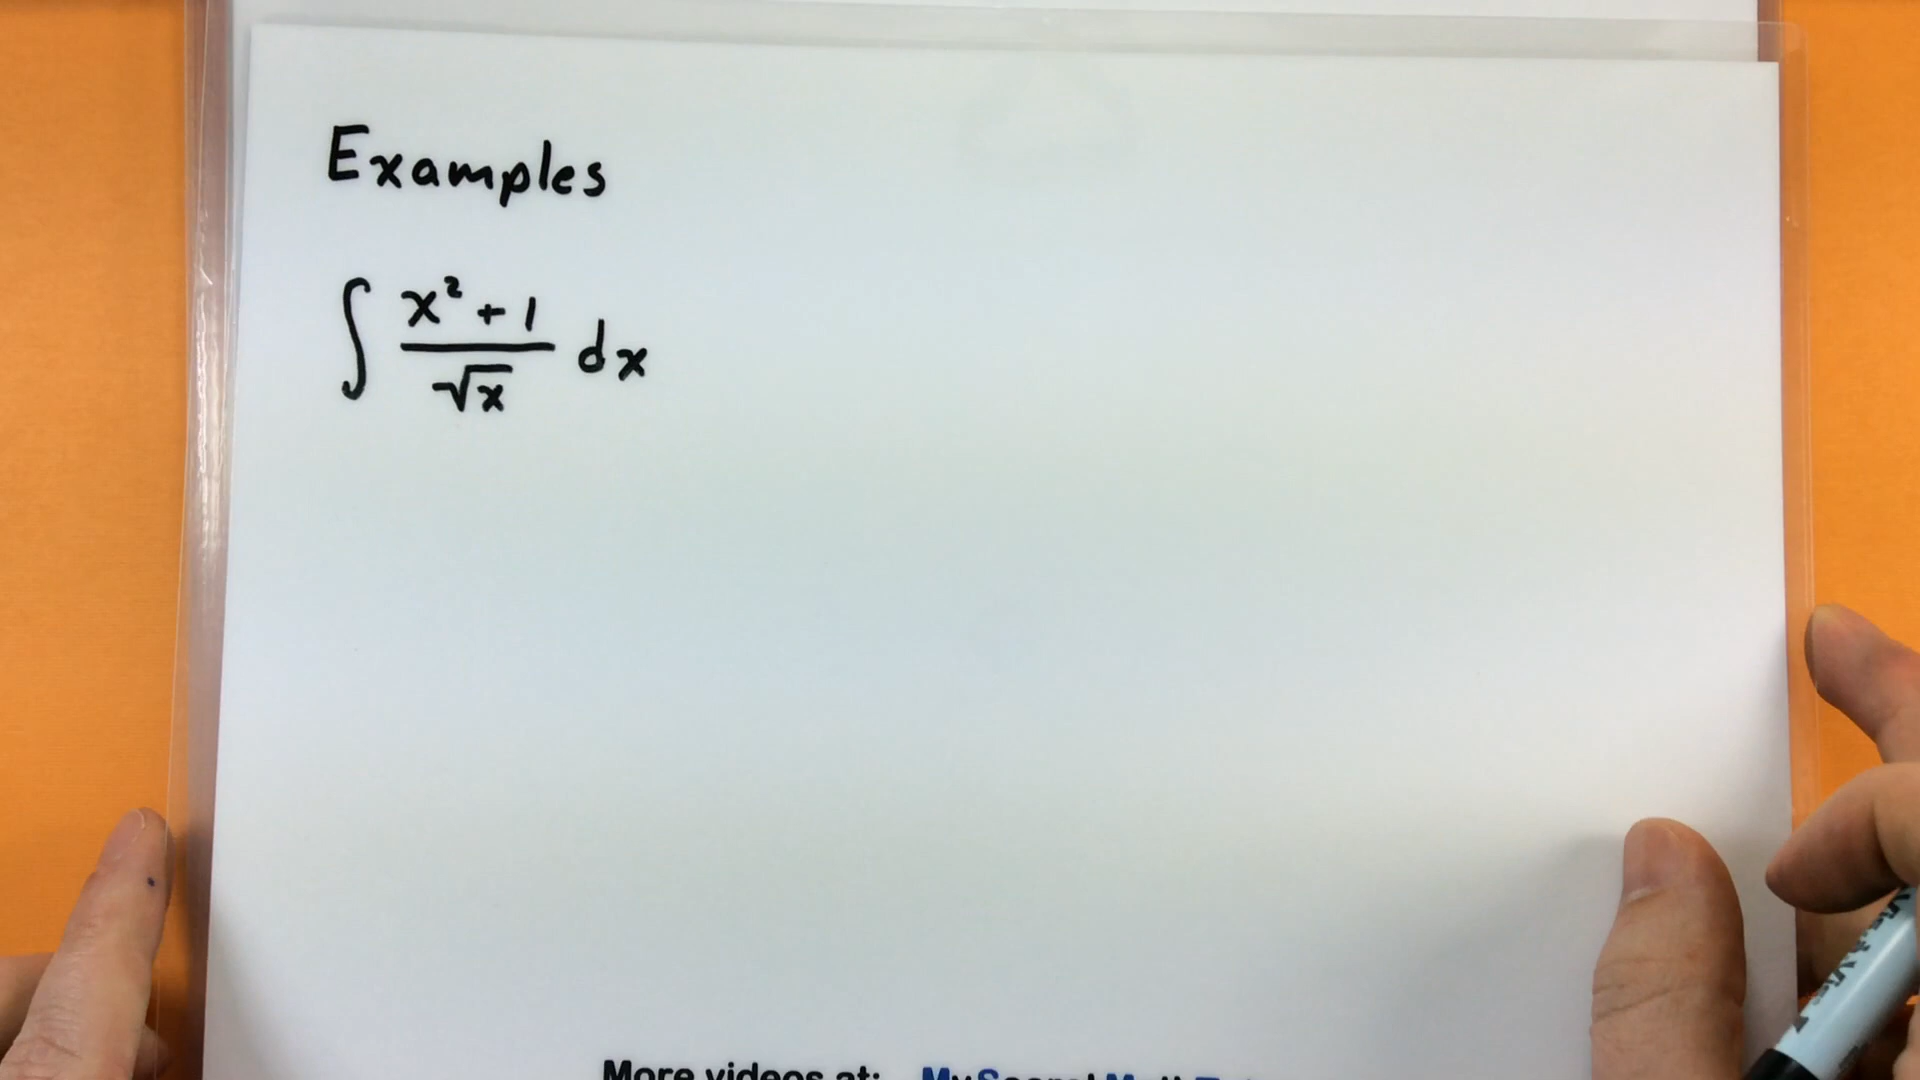 Examples
∫ x² + 1 / √x dx
More videos at: